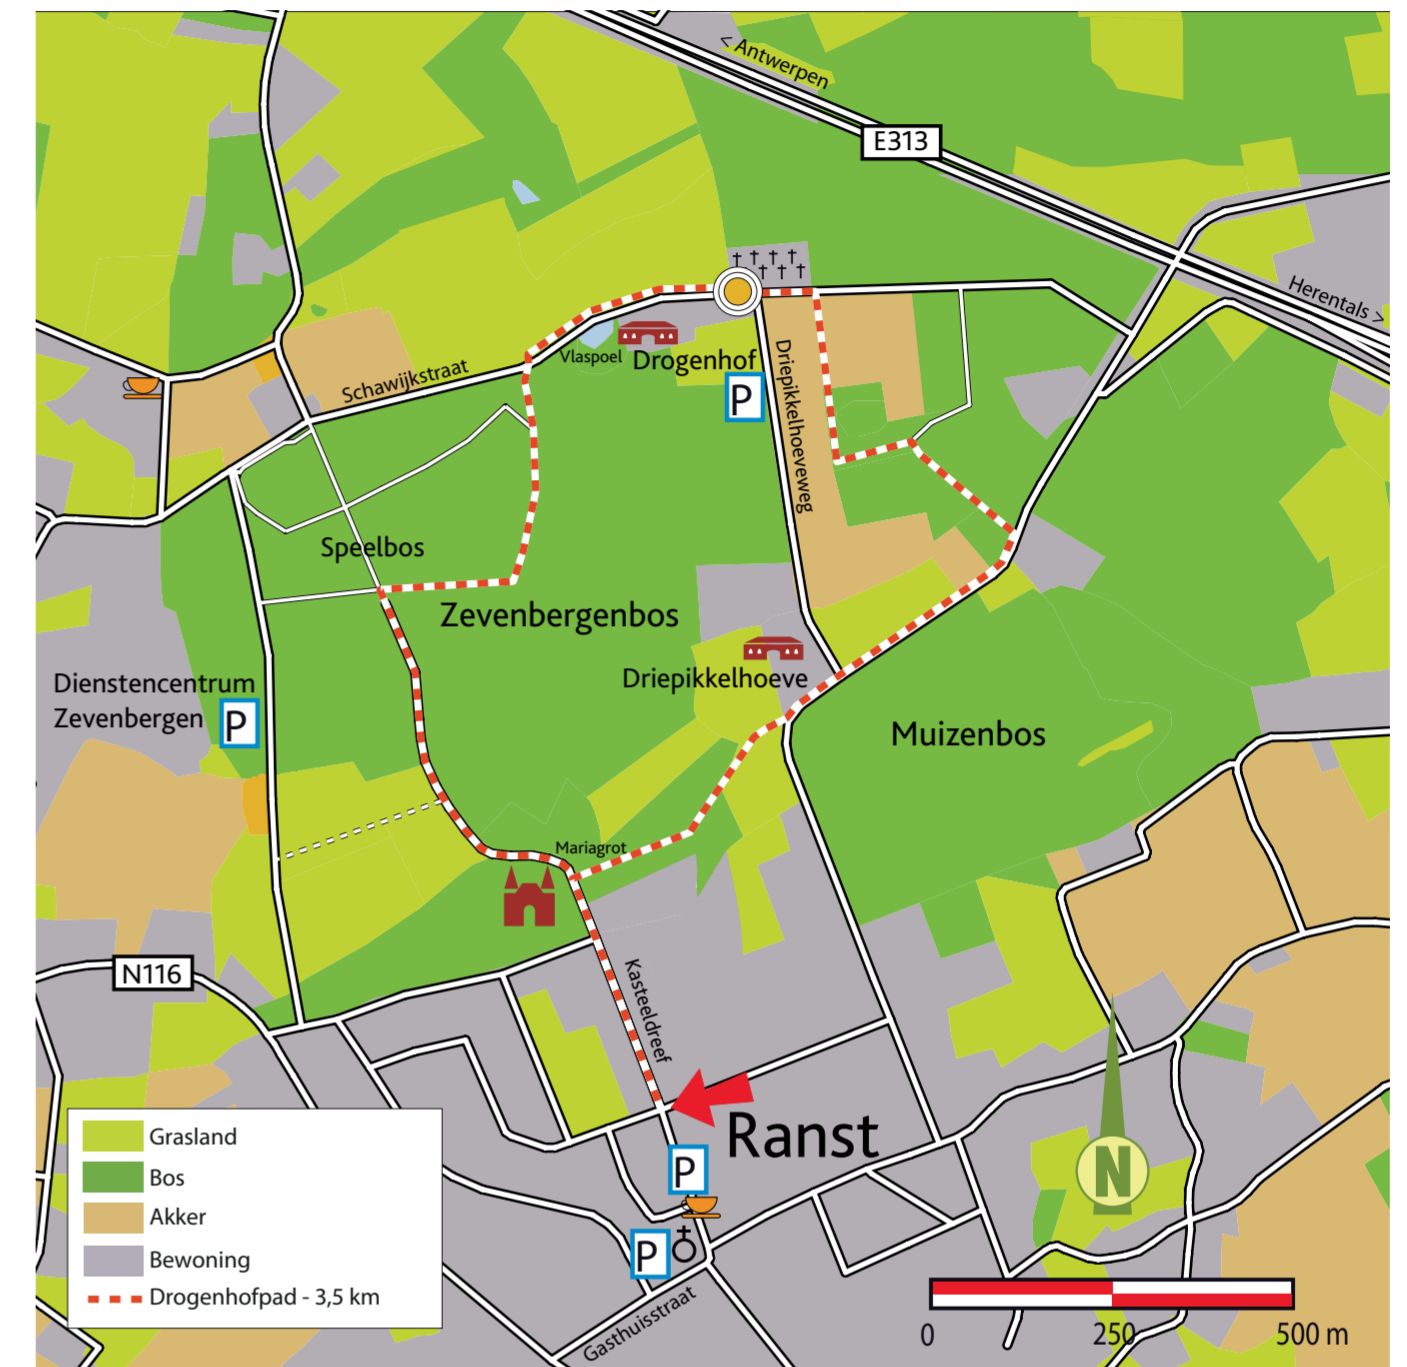 < Antwerpen
E313
Herentals >
Vlaspoel
Drogenhof
Schawijkstraat
P
Driepikkelhoeveweg
Speelbos
Zevenbergenbos
Driepikkelhoeve
Dienstencentrum
Zevenbergen
P
Muizenbos
Mariagrot
N116
Kasteeldreef
Ranst
P
P
Gasthuisstraat
N
Grasland
Bos
Akker
Bewoning
Drogenhofpad - 3,5 km
0 250 500 m